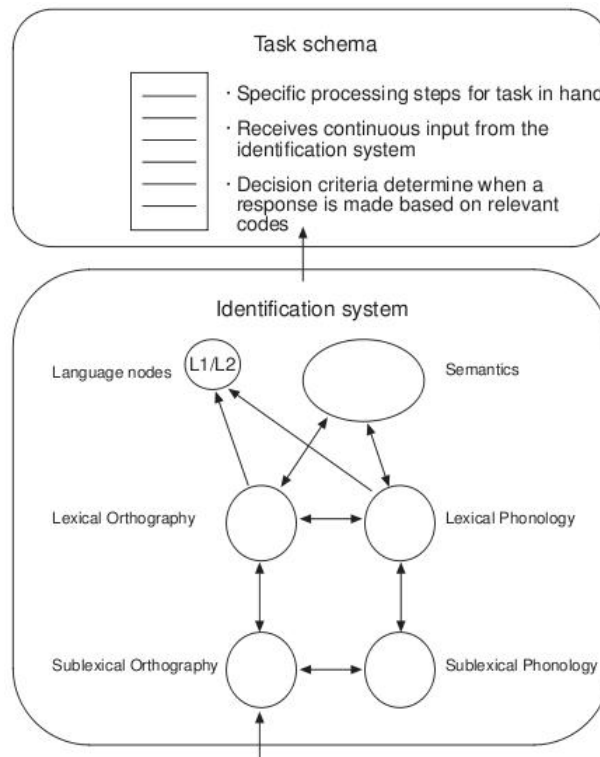 Task schema
· Specific processing steps for task in hand
· Receives continuous input from the
identification system
· Decision criteria determine when a
response is made based on relevant
codes
Identification system
Language nodes
L1/L2
Semantics
Lexical Orthography
Lexical Phonology
Sublexical Orthography
Sublexical Phonology